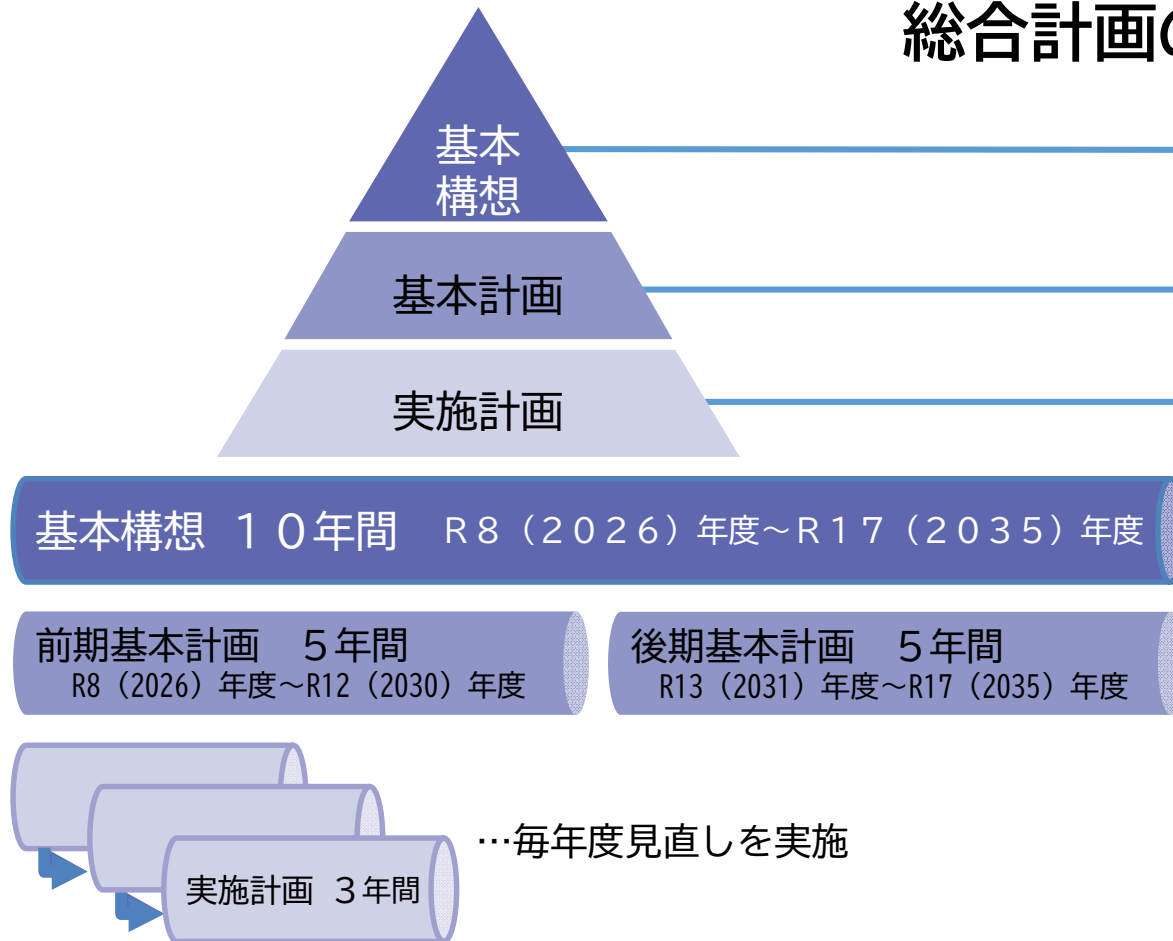 総合計画
基本
構想
基本計画
実施計画
基本構想 １０年間 R８（２０２６）年度～R１７（２０３５）年度
前期基本計画　５年間
R8（2026）年度～R12（2030）年度
後期基本計画　５年間
R13（2031）年度～R17（2035）年度
実施計画 ３年間
…毎年度見直しを実施